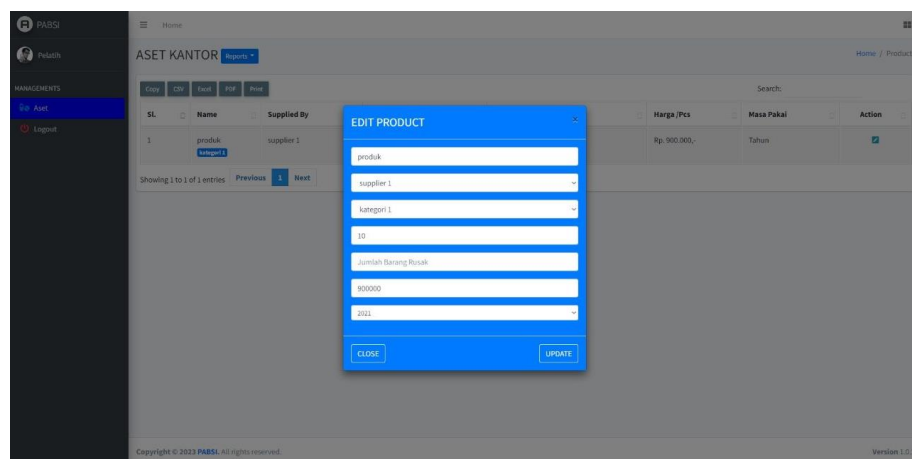 PABSI
Home
Pelatih
ASET KANTOR Reports
Home / Product
MANAGEMENTS
Aset
Logout
Copy CSV Excel PDF Print
Search:
SL Name Supplied By Harga /Pcs Masa Pakai Action
1 produk supplier 1 Rp. 900.000,- Tahun
kategori 1
Showing 1 to 1 of 1 entries Previous 1 Next
EDIT PRODUCT ×
produk
supplier 1
kategori 1
10
Jumlah Barang Rusak
900000
2021
CLOSE UPDATE
Copyright © 2023 PABSI. All rights reserved.
Version 1.0.